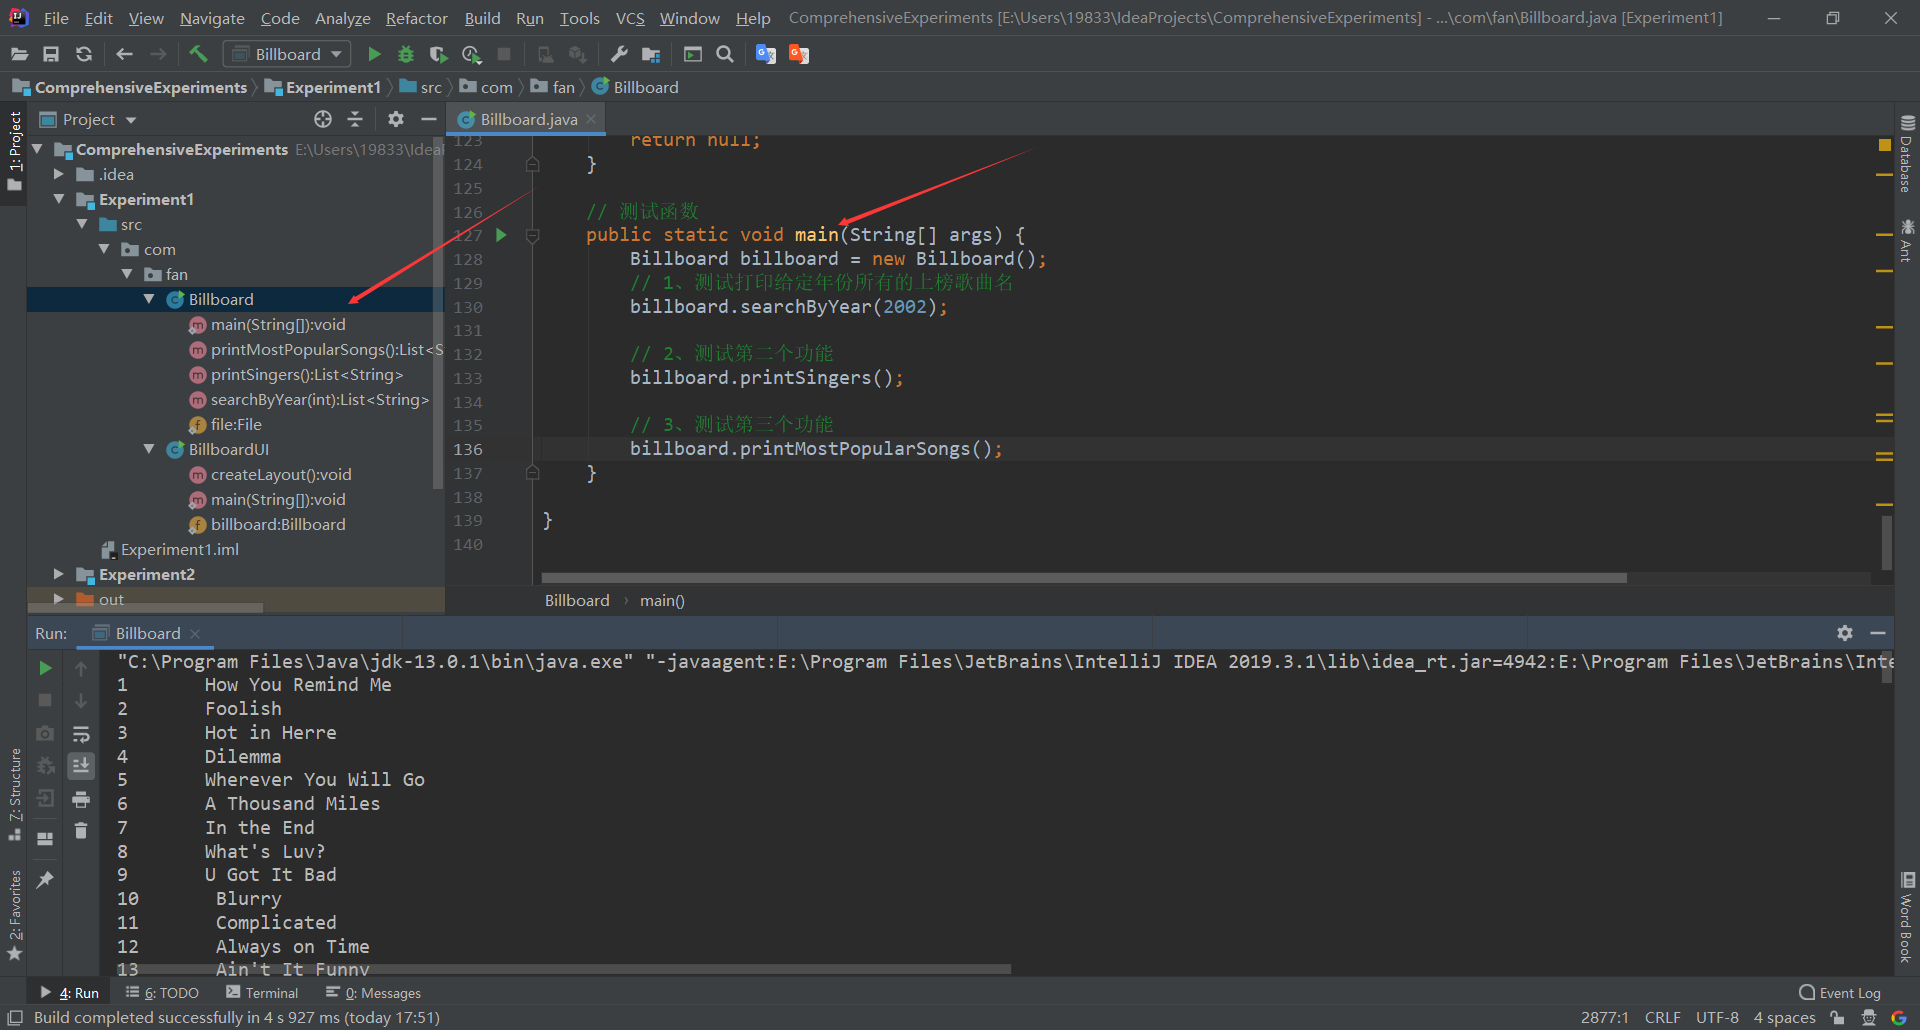 File Edit View Navigate Code Analyze Refactor Build Run Tools VCS Window Help ComprehensiveExperiments [E:\Users\19833\IdeaProjects\ComprehensiveExperiments] - ...\com\fan\Billboard.java [Experiment1]
Billboard
ComprehensiveExperiments Experiment1 src com fan Billboard
1: Project
Project
Billboard.java
ComprehensiveExperiments E:\Users\19833\Idea
.idea
Experiment1
src
com
fan
Billboard
main(String[]):void
printMostPopularSongs():List<S
printSingers():List<String>
searchByYear(int):List<String>
file:File
BillboardUI
createLayout():void
main(String[]):void
billboard:Billboard
Experiment1.iml
Experiment2
out
123 return null;
124 }
125
126 // 测试函数
127 public static void main(String[] args) {
128 Billboard billboard = new Billboard();
129 // 1、测试打印给定年份所有的上榜歌曲名
130 billboard.searchByYear(2002);
131
132 // 2、测试第二个功能
133 billboard.printSingers();
134
135 // 3、测试第三个功能
136 billboard.printMostPopularSongs();
137 }
138
139 }
140
Billboard › main()
Database
Ant
Word Book
Run: Billboard
"C:\Program Files\Java\jdk-13.0.1\bin\java.exe" "-javaagent:E:\Program Files\JetBrains\IntelliJ IDEA 2019.3.1\lib\idea_rt.jar=4942:E:\Program Files\JetBrains\Inte
1 How You Remind Me
2 Foolish
3 Hot in Herre
4 Dilemma
5 Wherever You Will Go
6 A Thousand Miles
7 In the End
8 What's Luv?
9 U Got It Bad
10 Blurry
11 Complicated
12 Always on Time
13 Ain't It Funny
7: Structure
2: Favorites
4: Run 6: TODO Terminal 0: Messages Event Log
Build completed successfully in 4 s 927 ms (today 17:51) 2877:1 CRLF UTF-8 4 spaces